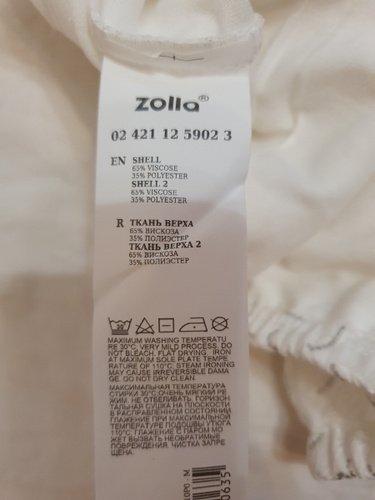 zolla®
02 421 12 5902 3
EN SHELL
65% VISCOSE
35% POLYESTER
SHELL 2
65% VISCOSE
35% POLYESTER
R ТКАНЬ ВЕРХА
65% ВИСКОЗА
35% ПОЛИЭСТЕР
ТКАНЬ ВЕРХА 2
65% ВИСКОЗА
35% ПОЛИЭСТЕР
MAXIMUM WASHING TEMPERATU
RE 30°C, VERY MILD PROCESS. DO
NOT BLEACH. FLAT DRYING. IRON
AT MAXIMUM SOLE PLATE TEMPE
RATURE OF 110°C. STEAM IRONING
MAY CAUSE IRREVERSIBLE DAMA
GE. DO NOT DRY CLEAN
МАКСИМАЛЬНАЯ ТЕМПЕРАТУРА
СТИРКИ 30°С, ОЧЕНЬ МЯГКИЙ РЕ
ЖИМ. НЕ ОТБЕЛИВАТЬ. ГОРИЗОН
ТАЛЬНАЯ СУШКА НА ПЛОСКОСТИ
В РАСПРАВЛЕННОМ СОСТОЯНИИ
ГЛАЖЕНИЕ ПРИ МАКСИМАЛЬНОЙ
ТЕМПЕРАТУРЕ ПОДОШВЫ УТЮГА
110°С. ГЛАЖЕНИЕ С ПАРОМ МО
ЖЕТ ВЫЗВАТЬ НЕОБРАТИМЫЕ
ПОВРЕЖДЕНИЯ. ЧИСТКА ЗАПРЕ
ЩЕНА.